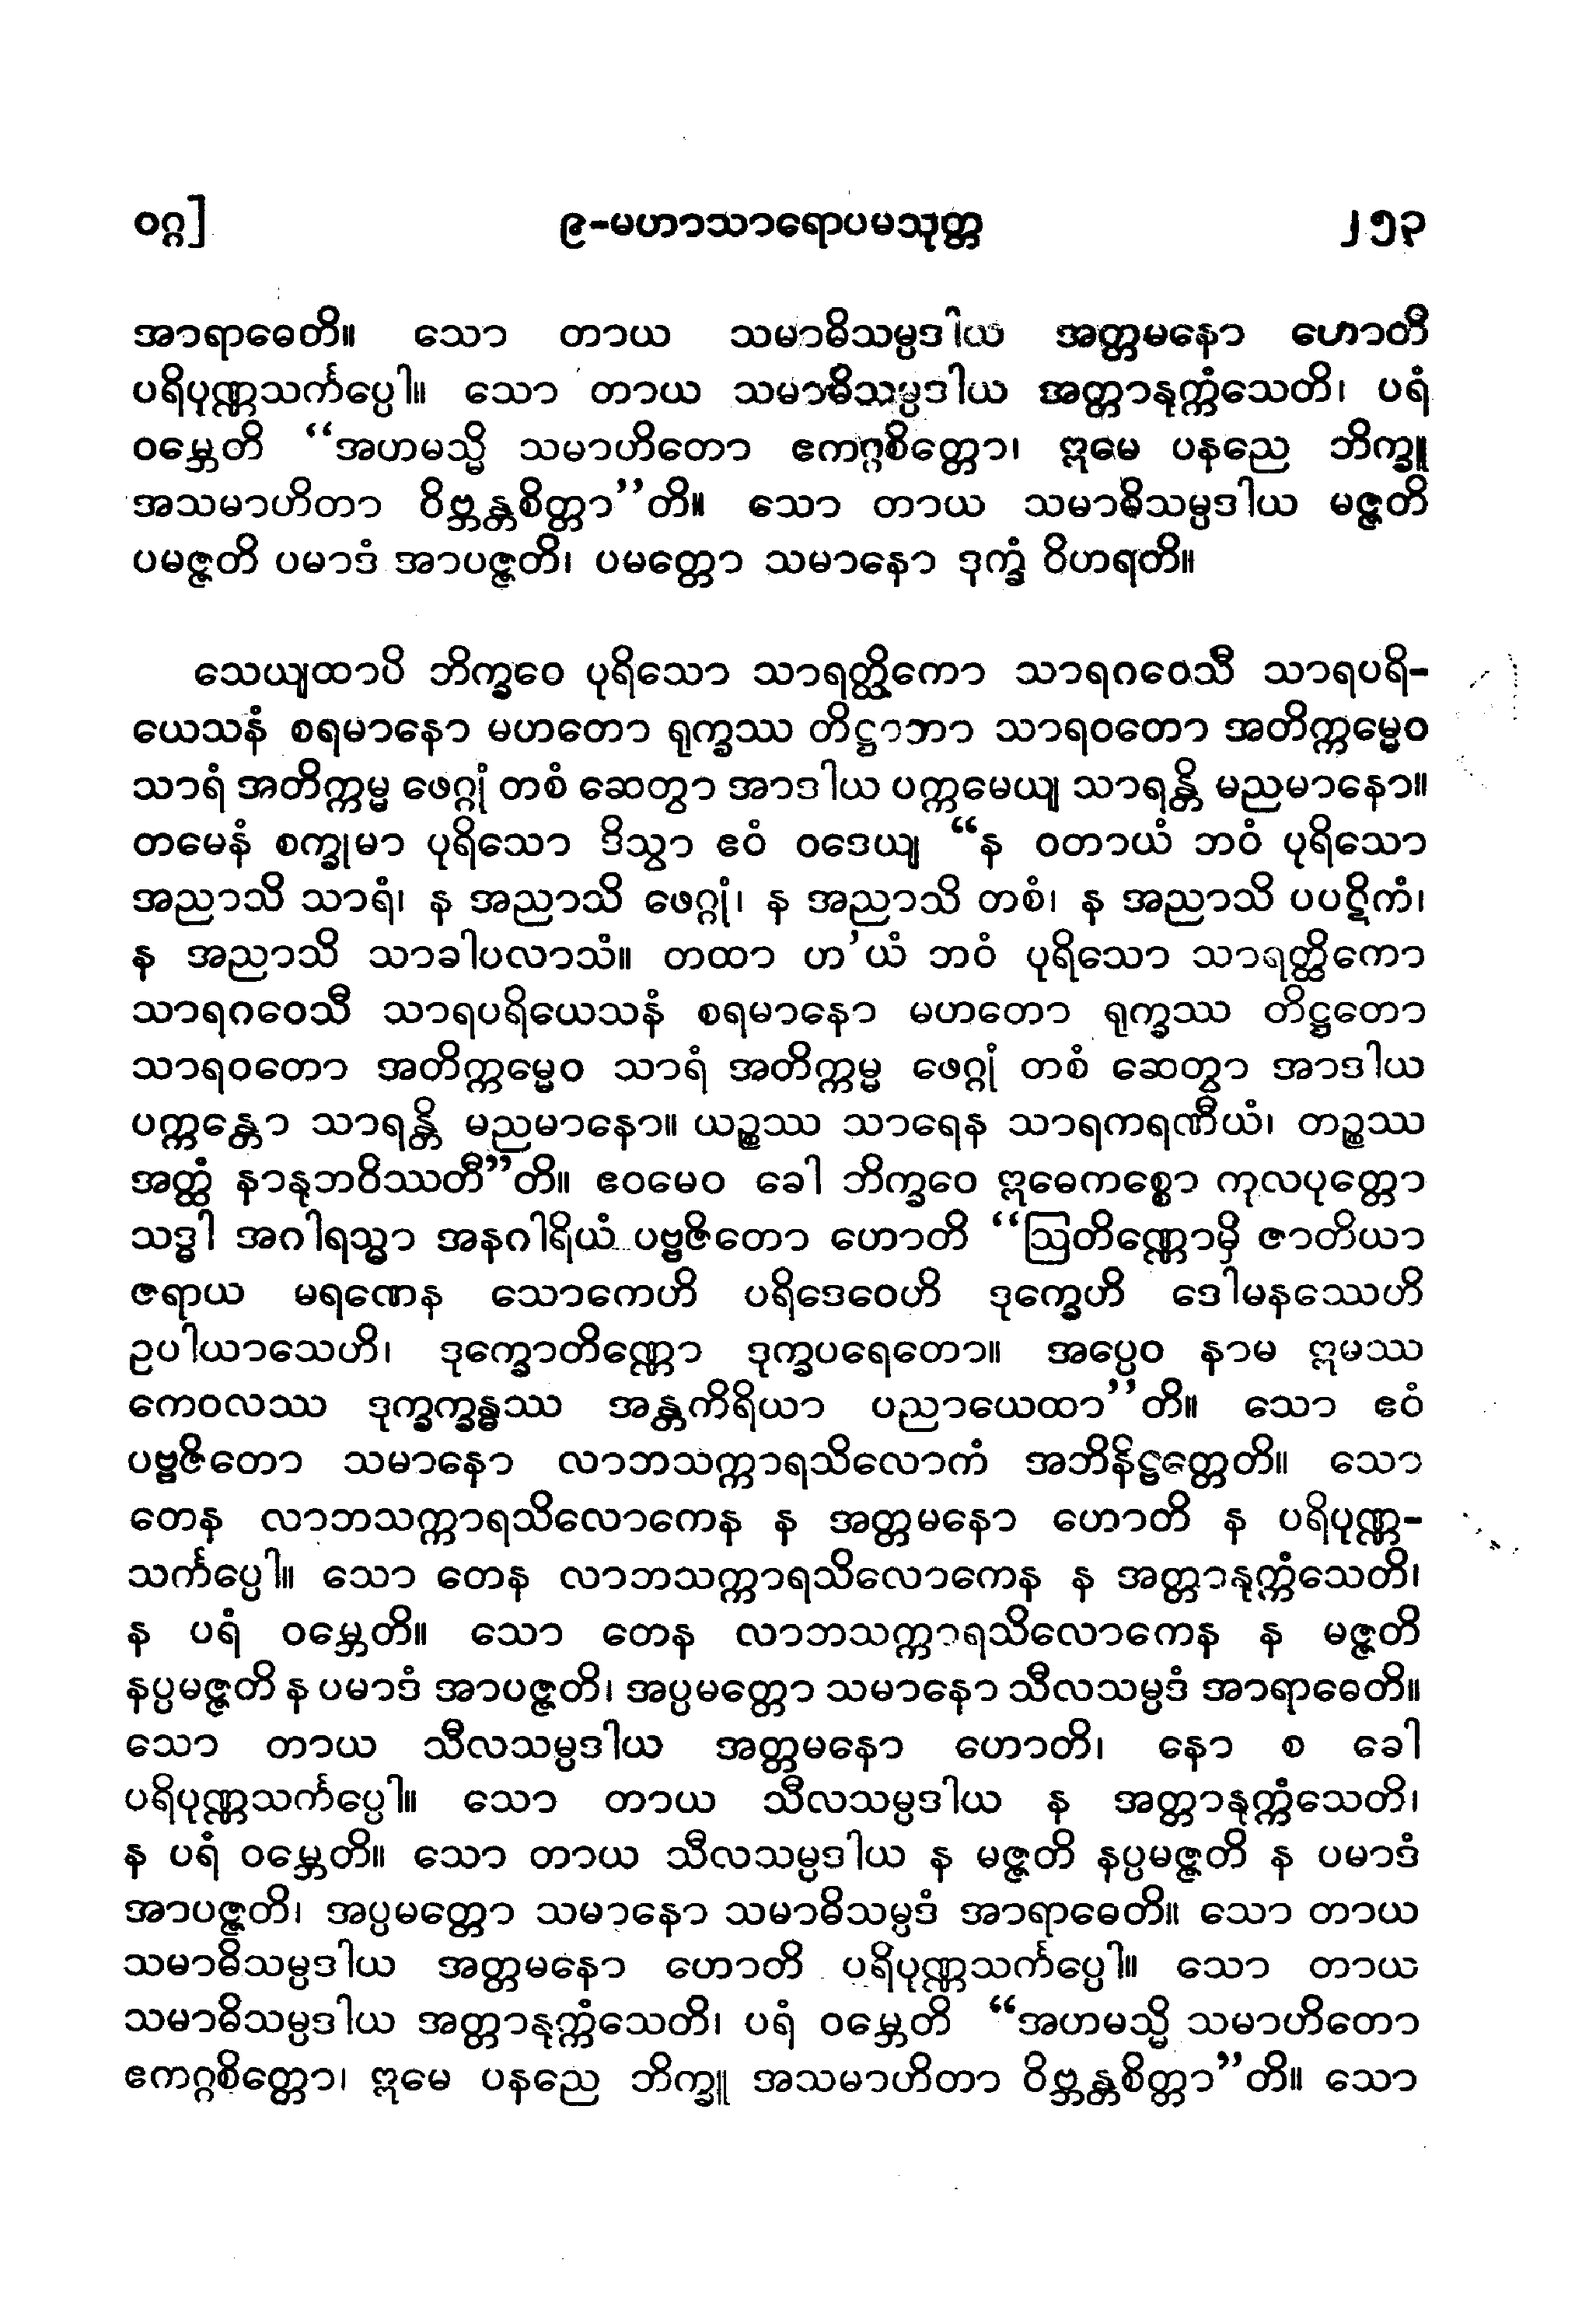 ဝဂ္ဂ] ၉-မဟာသာရောပမသုတ္တ ၂၅၃
အာရာဓေတိ။ သော တာယ သမာဓိသမ္ပဒါယ အတ္တမနော ဟောတိ
ပရိပုဏ္ဏသင်္ကပ္ပေါ။ သော တာယ သမာဓိသမ္ပဒါယ အတ္တာနုက္ကံသေတိ၊ ပရံ
ဝမ္ဘေတိ “အဟမသ္မိ သမာဟိတော ဧကဂ္ဂစိတ္တော၊ ဣမေ ပနညေ ဘိက္ခူ
အသမာဟိတာ ဝိဗ္ဘန္တစိတ္တာ”တိ။ သော တာယ သမာဓိသမ္ပဒါယ မဇ္ဇတိ
ပမဇ္ဇတိ ပမာဒံ အာပဇ္ဇတိ၊ ပမတ္တော သမာနော ဒုက္ခံ ဝိဟရတိ။
သေယျထာပိ ဘိက္ခဝေ ပုရိသော သာရတ္ထိကော သာရဂဝေသီ သာရပရိ-
ယေသနံ စရမာနော မဟတော ရုက္ခဿ တိဋ္ဌာဘာ သာရဝတော အတိက္ကမ္မေဝ
သာရံ အတိက္ကမ္မ ဖေဂ္ဂုံ တစံ ဆေတွာ အာဒါယ ပက္ကမေယျ သာရန္တိ မညမာနော။
တမေနံ စက္ခုမာ ပုရိသော ဒိသွာ ဧဝံ ဝဒေယျ “န ဝတာယံ ဘဝံ ပုရိသော
အညာသိ သာရံ၊ န အညာသိ ဖေဂ္ဂုံ၊ န အညာသိ တစံ၊ န အညာသိ ပပဋိကံ၊
န အညာသိ သာခါပလာသံ။ တထာ ဟ’ယံ ဘဝံ ပုရိသော သာရတ္ထိကော
သာရဂဝေသီ သာရပရိယေသနံ စရမာနော မဟတော ရုက္ခဿ တိဋ္ဌတော
သာရဝတော အတိက္ကမ္မေဝ သာရံ အတိက္ကမ္မ ဖေဂ္ဂုံ တစံ ဆေတွာ အာဒါယ
ပက္ကန္တော သာရန္တိ မညမာနော။ ယဉ္စဿ သာရေန သာရကရဏီယံ၊ တဉ္စဿ
အတ္ထံ နာနုဘဝိဿတီ”တိ။ ဧဝမေဝ ခေါ ဘိက္ခဝေ ဣဓေကစ္စော ကုလပုတ္တော
သဒ္ဓါ အဂါရသ္မာ အနဂါရိယံ ပဗ္ဗဇိတော ဟောတိ “ဩတိဏ္ဏောမှိ ဇာတိယာ
ဇရာယ မရဏေန သောကေဟိ ပရိဒေဝေဟိ ဒုက္ခေဟိ ဒေါမနဿေဟိ
ဥပါယာသေဟိ၊ ဒုက္ခောတိဏ္ဏော ဒုက္ခပရေတော။ အပ္ပေဝ နာမ ဣမဿ
ကေဝလဿ ဒုက္ခက္ခန္ဓဿ အန္တကိရိယာ ပညာယေထာ”တိ။ သော ဧဝံ
ပဗ္ဗဇိတော သမာနော လာဘသက္ကာရသိလောကံ အဘိနိဗ္ဗတ္တေတိ။ သော
တေန လာဘသက္ကာရသိလောကေန န အတ္တမနော ဟောတိ န ပရိပုဏ္ဏ-
သင်္ကပ္ပေါ။ သော တေန လာဘသက္ကာရသိလောကေန န အတ္တာနုက္ကံသေတိ၊
န ပရံ ဝမ္ဘေတိ။ သော တေန လာဘသက္ကာရသိလောကေန န မဇ္ဇတိ
နပ္ပမဇ္ဇတိ န ပမာဒံ အာပဇ္ဇတိ၊ အပ္ပမတ္တော သမာနော သီလသမ္ပဒံ အာရာဓေတိ။
သော တာယ သီလသမ္ပဒါယ အတ္တမနော ဟောတိ၊ နော စ ခေါ
ပရိပုဏ္ဏသင်္ကပ္ပေါ။ သော တာယ သီလသမ္ပဒါယ န အတ္တာနုက္ကံသေတိ၊
န ပရံ ဝမ္ဘေတိ။ သော တာယ သီလသမ္ပဒါယ န မဇ္ဇတိ နပ္ပမဇ္ဇတိ န ပမာဒံ
အာပဇ္ဇတိ၊ အပ္ပမတ္တော သမာနော သမာဓိသမ္ပဒံ အာရာဓေတိ။ သော တာယ
သမာဓိသမ္ပဒါယ အတ္တမနော ဟောတိ ပရိပုဏ္ဏသင်္ကပ္ပေါ။ သော တာယ
သမာဓိသမ္ပဒါယ အတ္တာနုက္ကံသေတိ၊ ပရံ ဝမ္ဘေတိ “အဟမသ္မိ သမာဟိတော
ဧကဂ္ဂစိတ္တော၊ ဣမေ ပနညေ ဘိက္ခူ အသမာဟိတာ ဝိဗ္ဘန္တစိတ္တာ”တိ။ သော